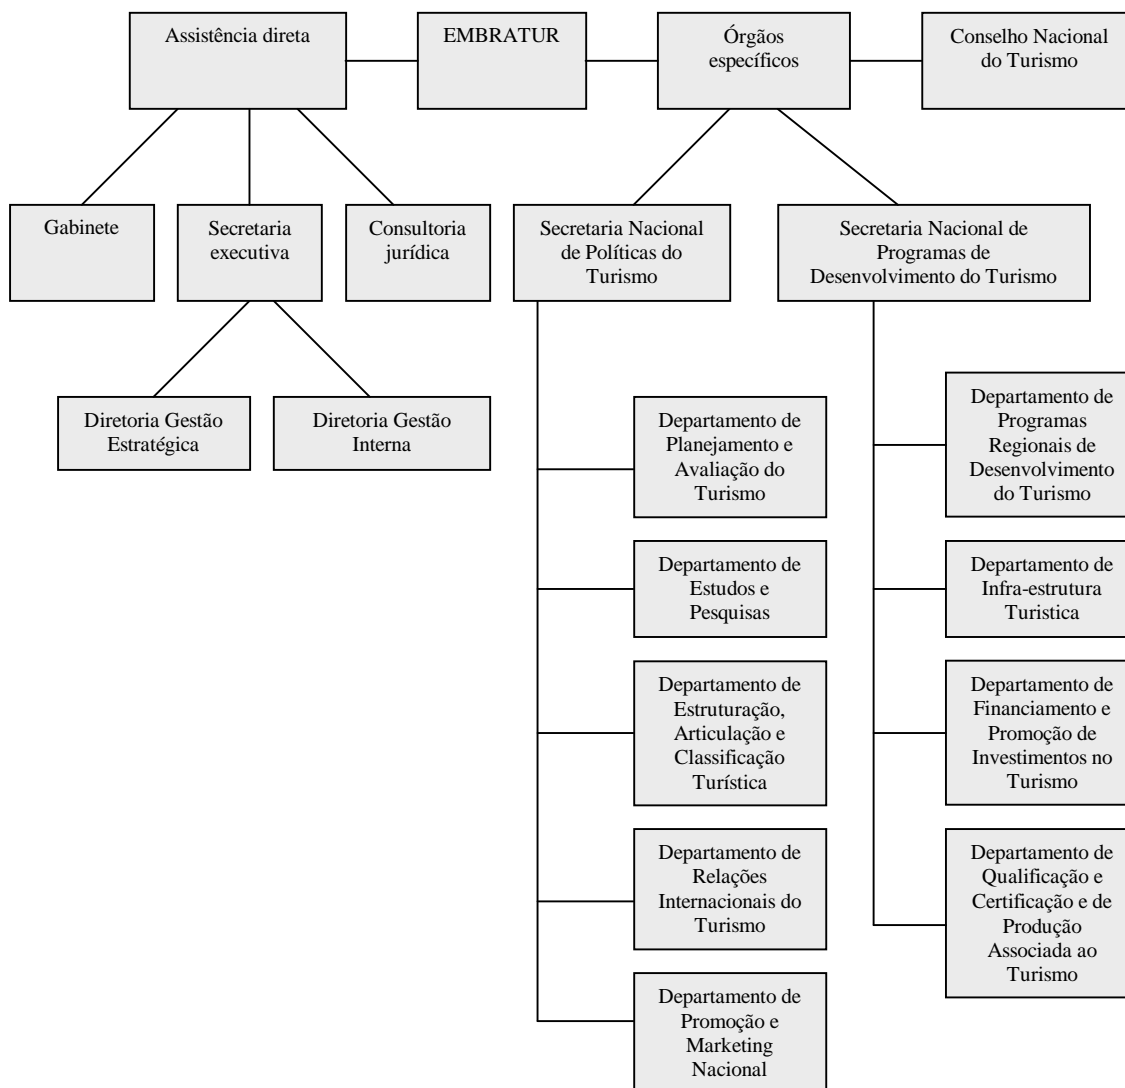 Assistência direta
EMBRATUR
Órgãos
específicos
Conselho Nacional
do Turismo
Gabinete
Secretaria
executiva
Consultoria
jurídica
Secretaria Nacional
de Políticas do
Turismo
Secretaria Nacional de
Programas de
Desenvolvimento do Turismo
Diretoria Gestão
Estratégica
Diretoria Gestão
Interna
Departamento de
Planejamento e
Avaliação do
Turismo
Departamento de
Estudos e
Pesquisas
Departamento de
Estruturação,
Articulação e
Classificação
Turística
Departamento de
Relações
Internacionais do
Turismo
Departamento de
Promoção e
Marketing
Nacional
Departamento de
Programas
Regionais de
Desenvolvimento
do Turismo
Departamento de
Infra-estrutura
Turistica
Departamento de
Financiamento e
Promoção de
Investimentos no
Turismo
Departamento de
Qualificação e
Certificação e de
Produção
Associada ao
Turismo